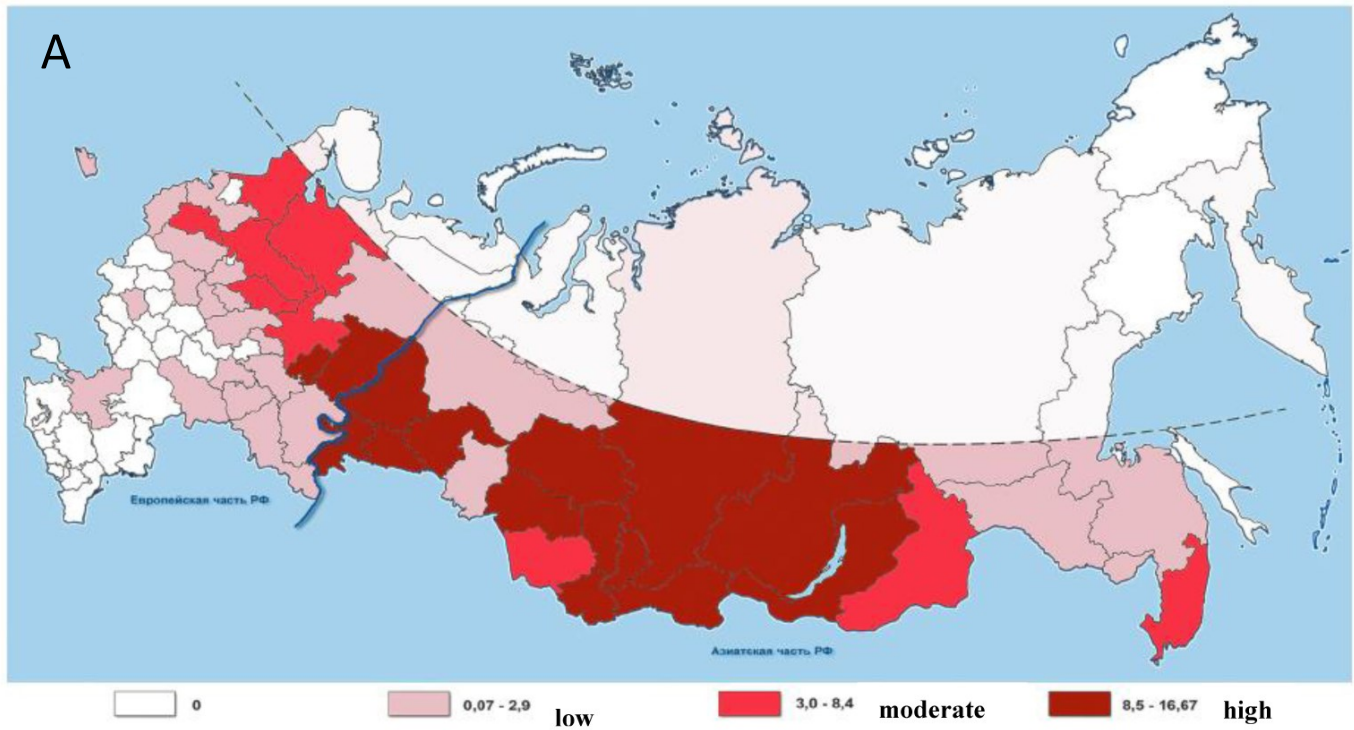 A
Европейская часть РФ
Азиатская часть РФ
0
0,07 - 2,9
low
3,0 - 8,4
moderate
8,5 - 16,67
high